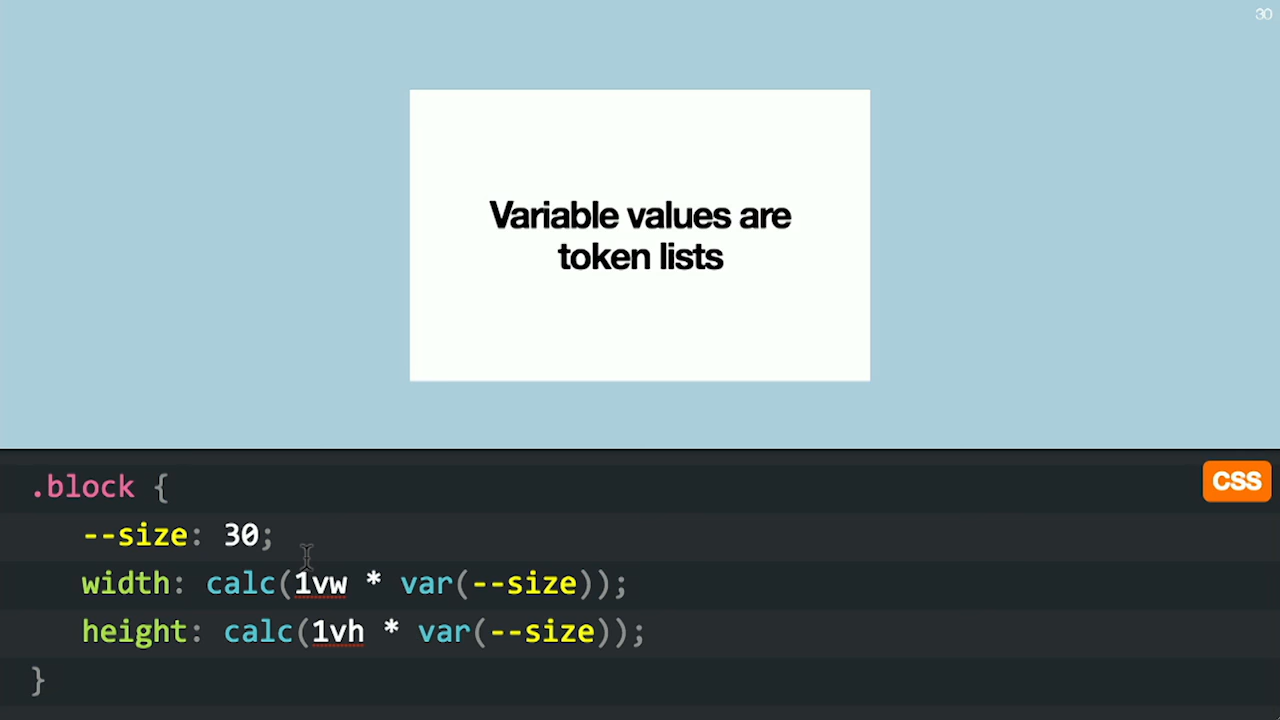 30
Variable values are
token lists
CSS
.block {
--size: 30;
width: calc(1vw * var(--size));
height: calc(1vh * var(--size));
}